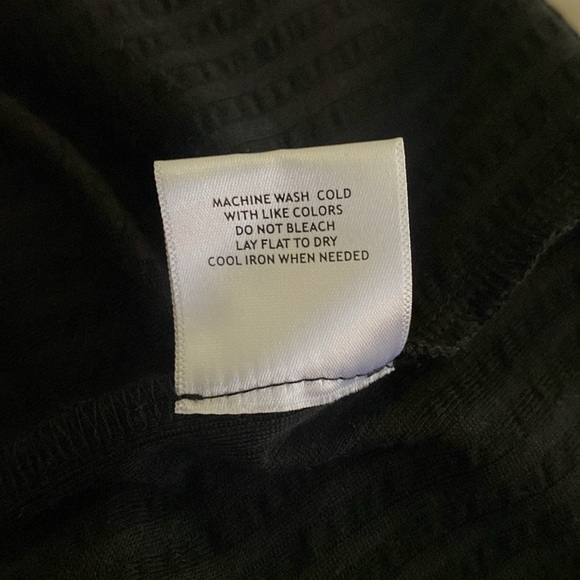 MACHINE WASH COLD
WITH LIKE COLORS
DO NOT BLEACH
LAY FLAT TO DRY
COOL IRON WHEN NEEDED